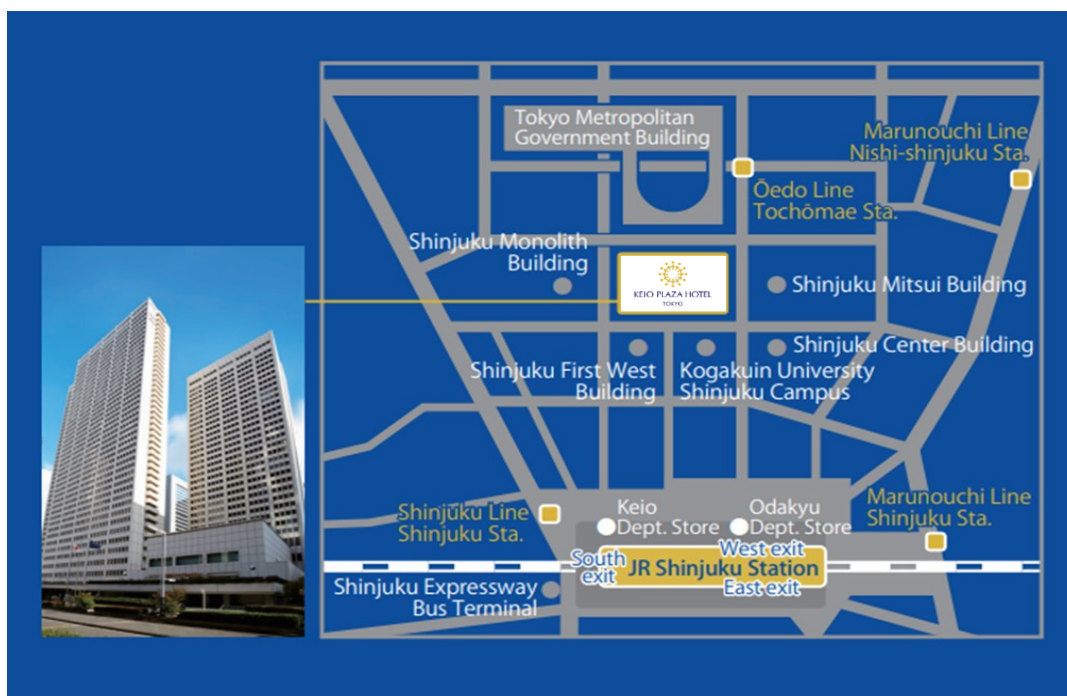 Tokyo Metropolitan
Government Building
Marunouchi Line
Nishi-shinjuku Sta.
Ōedo Line
Tochōmae Sta.
Shinjuku Monolith
Building
KEIO PLAZA HOTEL
TOKYO
Shinjuku Mitsui Building
Shinjuku Center Building
Shinjuku First West
Building
Kogakuin University
Shinjuku Campus
Shinjuku Line
Shinjuku Sta.
Keio
Dept. Store
Odakyu
Dept. Store
Marunouchi Line
Shinjuku Sta.
West exit
South
exit
JR Shinjuku Station
East exit
Shinjuku Expressway
Bus Terminal